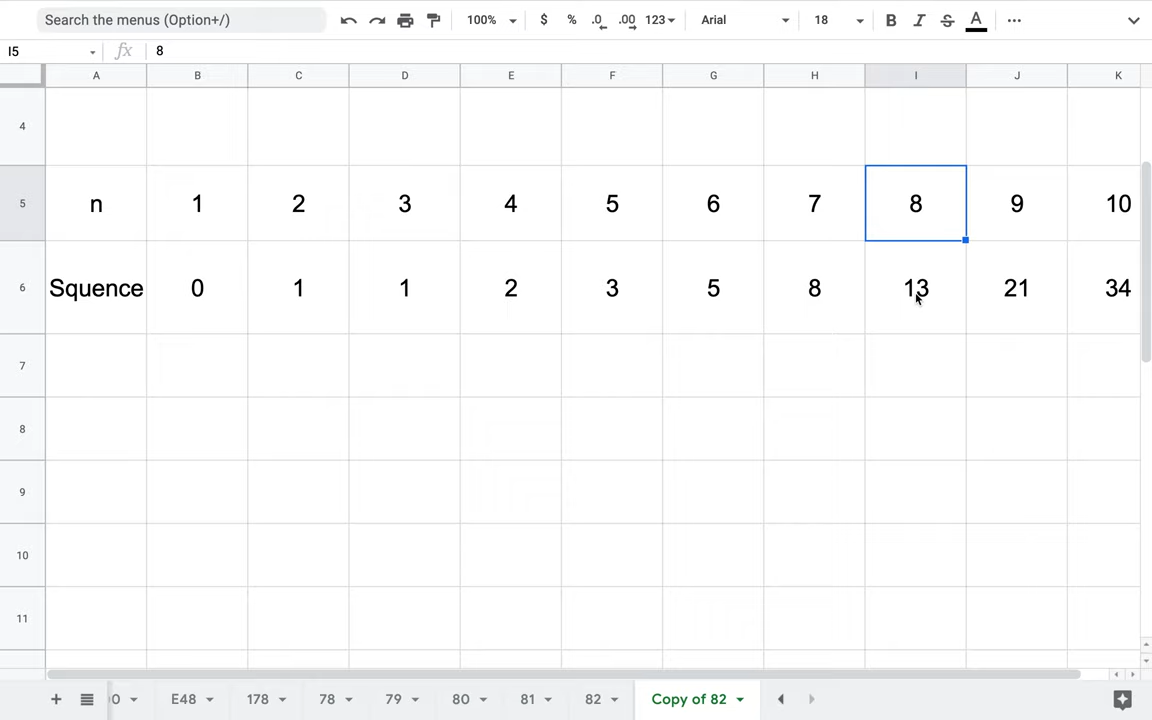 Search the menus (Option+/) 100% $ % .0 .00 123 Arial 18 B I S A
I5 fx 8
A B C D E F G H I J K
4
5 n 1 2 3 4 5 6 7 8 9 10
6 Squence 0 1 1 2 3 5 8 13 21 34
7
8
9
10
11
+ 0 E48 178 78 79 80 81 82 Copy of 82